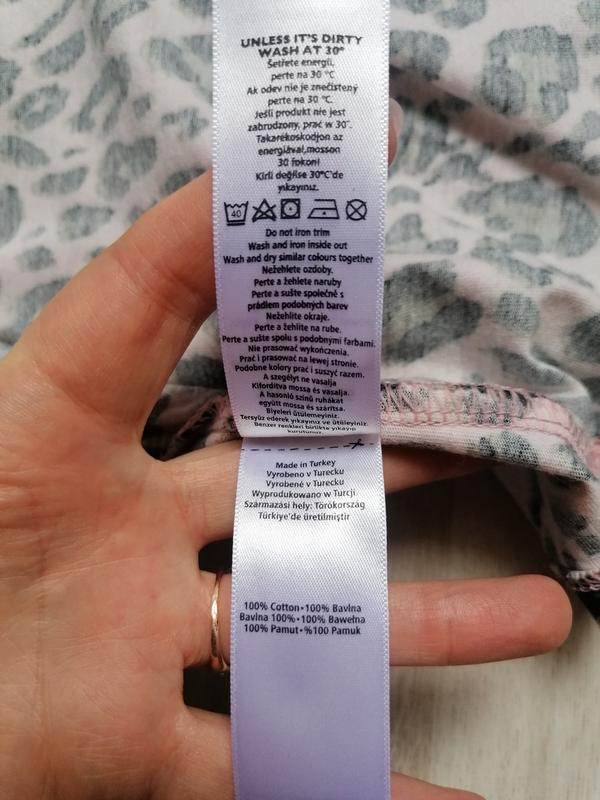 UNLESS IT'S DIRTY
WASH AT 30°
Šetřete energii,
perte na 30 °C
Ak odev nie je znečistený
perte na 30 °C.
Jeśli produkt nie jest
zabrudzony, prać w 30°.
Takarékoskodjon az
energiával, mosson
30 fokon!
Kirli değilse 30°C'de
yıkayınız.
40
Do not iron trim
Wash and iron inside out
Wash and dry similar colours together
Nežehlete ozdoby.
Perte a žehlete naruby
Perte a sušte společně s
prádlem podobných barev
Nežehlite okraje.
Perte a žehlite na rube.
Perte a sušte spolu s podobnými farbami.
Nie prasować wykończenia.
Prać i prasować na lewej stronie.
Podobne kolory prać i suszyć razem.
A szegélyt ne vasalja
Kifordítva mossa és vasalja.
A hasonló színű ruhákat
együtt mossa és szárítsa.
Biyeleri ütülemeyiniz.
Tersyüz ederek yıkayınız ve ütüleyiniz.
Benzer renkleri birlikte yıkayıp
kurutunuz.
Made in Turkey
Vyrobeno v Turecku
Vyrobené v Turecku
Wyprodukowano w Turcji
Származási hely: Törökország
Türkiye'de üretilmiştir
100% Cotton•100% Bavlna
Bavlna 100%•100% Bawełna
100% Pamut•%100 Pamuk